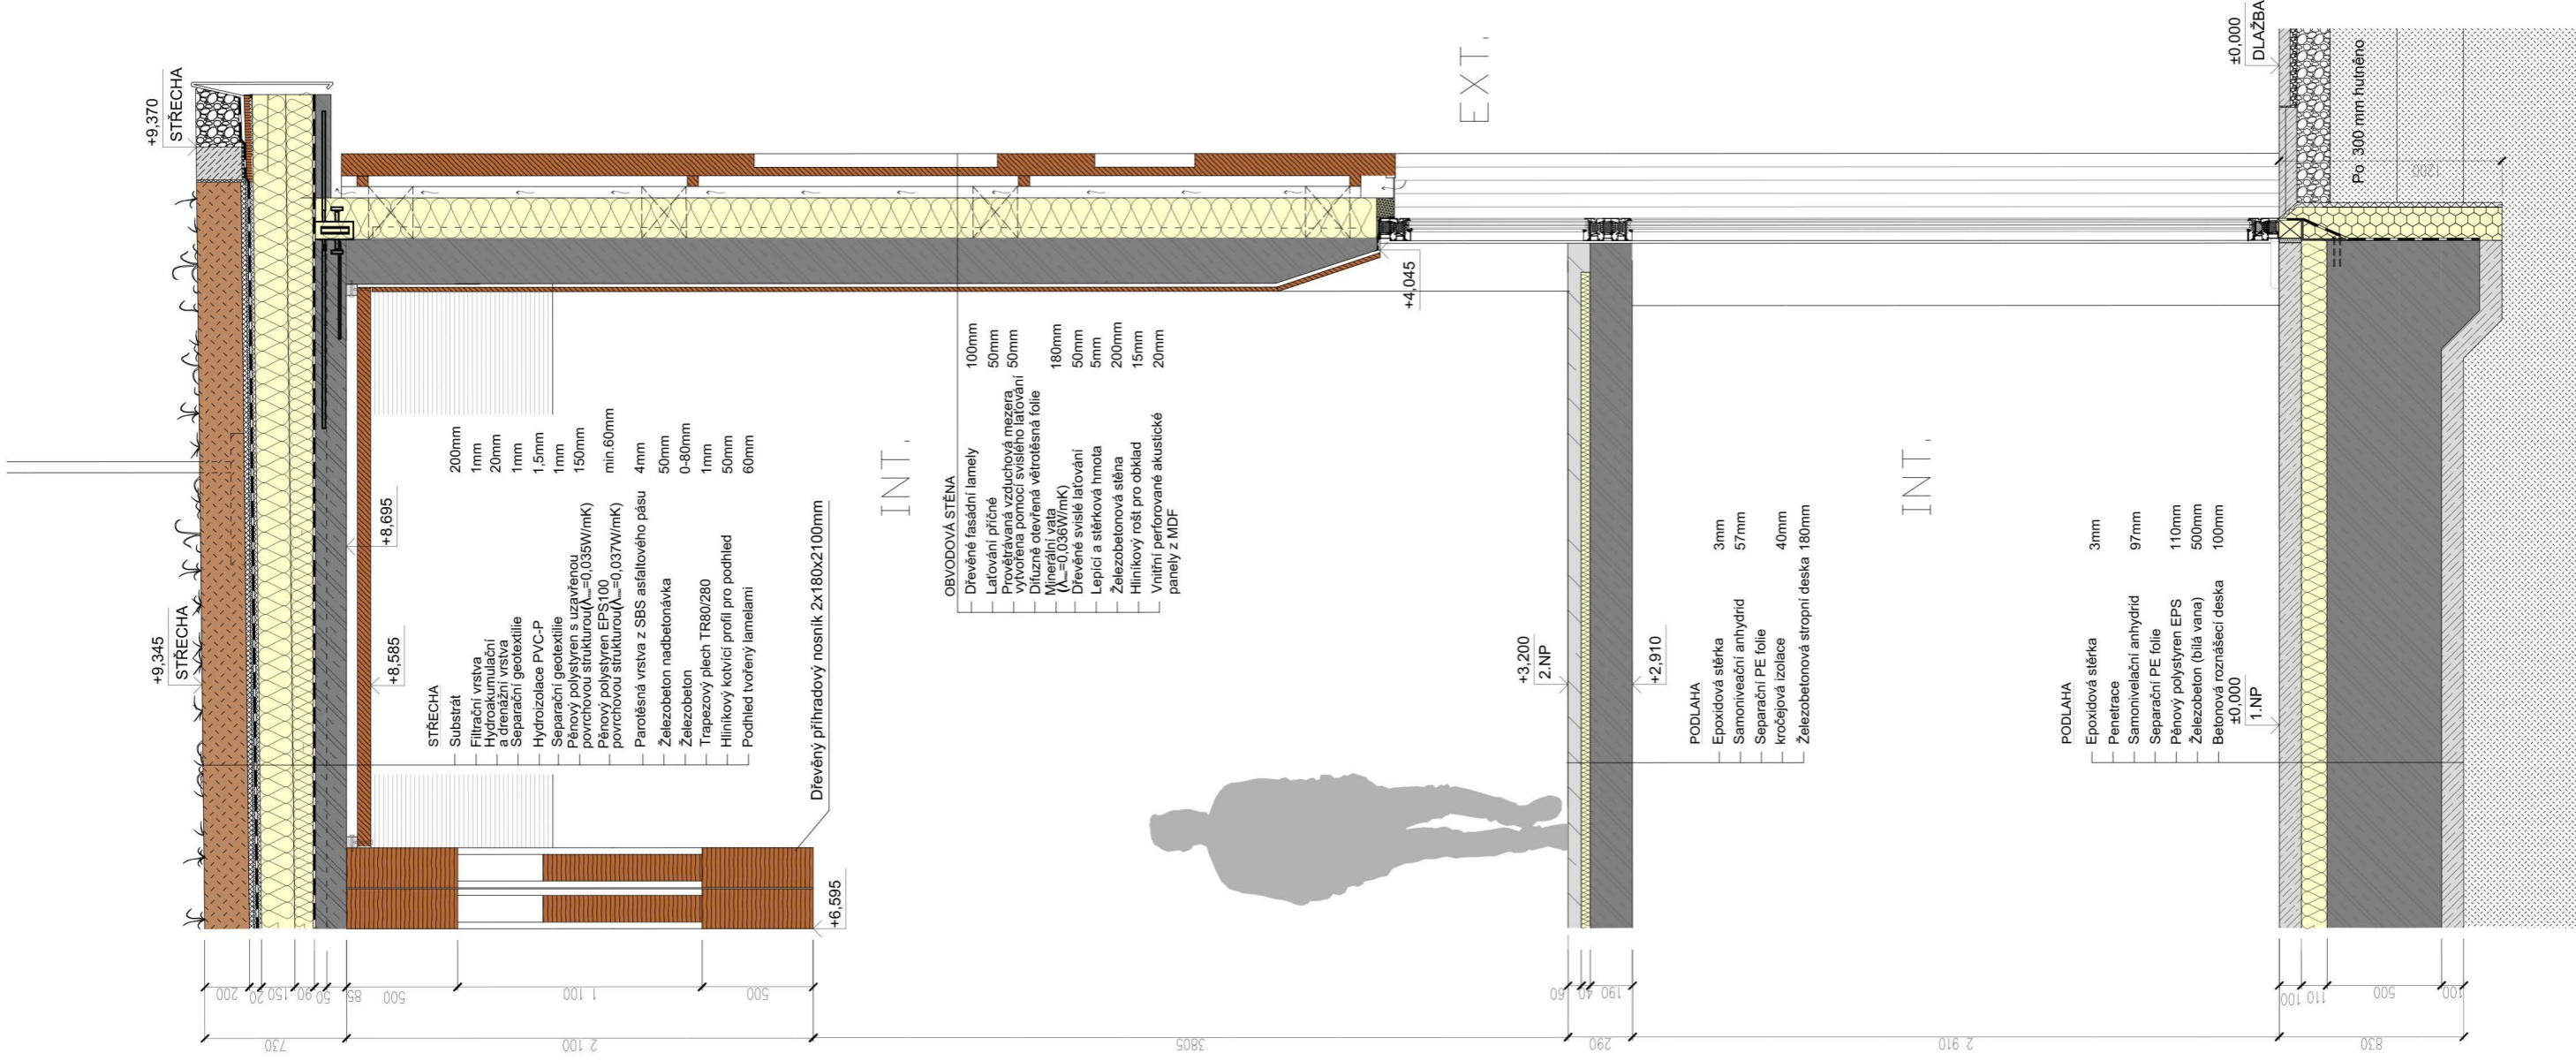 +9,345
STŘECHA
+9,370
STŘECHA
+8,695
+8,585
STŘECHA
Substrát 200mm
Filtrační vrstva 1mm
Hydroakumulační
a drenážní vrstva 20mm
Separační geotextilie 1mm
Hydroizolace PVC-P 1,5mm
Separační geotextilie 1mm
Pěnový polystyren s uzavřenou
povrchovou strukturou(λ =0,035W/mK) 150mm
Pěnový polystyren EPS100
povrchovou strukturou(λ =0,037W/mK) min.60mm
Parotěsná vrstva z SBS asfaltového pásu 4mm
Železobeton nadbetonávka 50mm
Železobeton 0-80mm
Trapezový plech TR80/280 1mm
Hliníkový kotvící profil pro podhled 50mm
Podhled tvořený lamelami 60mm
Dřevěný příhradový nosník 2x180x2100mm
+6,595
INT.
OBVODOVÁ STĚNA
Dřevěné fasádní lamely 100mm
Laťování příčné 50mm
Provětrávaná vzduchová mezera 50mm
vytvořena pomocí svislého laťování
Difuzně otevřená větrotěsná folie
Minerální vata 180mm
(λ =0,036W/mK)
Dřevěné svislé laťování 50mm
Lepící a stěrková hmota 5mm
Železobetonová stěna 200mm
Hliníkový rošt pro obklad 15mm
Vnitřní perforované akustické 20mm
panely z MDF
+4,045
EXT.
+3,200
2.NP
+2,910
PODLAHA
Epoxidová stěrka 3mm
Samoniveační anhydrid 57mm
Separační PE folie
kročejová izolace 40mm
Železobetonová stropní deska 180mm
INT.
PODLAHA
Epoxidová stěrka 3mm
Penetrace
Samonivelační anhydrid 97mm
Separační PE folie
Pěnový polystyren EPS 110mm
Železobeton (bílá vana) 500mm
Betonová roznášecí deska 100mm
±0,000
1.NP
±0,000
DLAŽBA
Po 300 mm hutněno
1200
200
20
150
90
50
85
500
1 100
500
60
40
190
100
110
500
100
730
2 100
3805
290
2 910
830